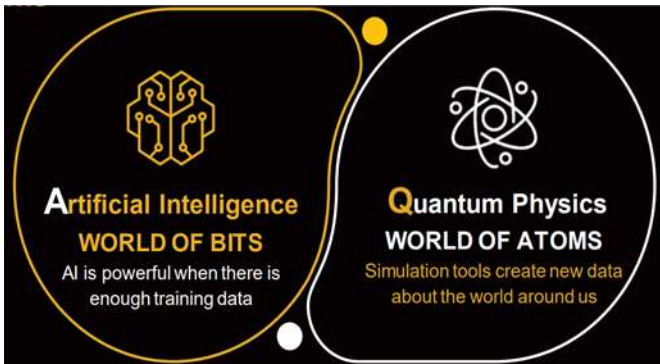 Artificial Intelligence
WORLD OF BITS
AI is powerful when there is
enough training data
Quantum Physics
WORLD OF ATOMS
Simulation tools create new data
about the world around us